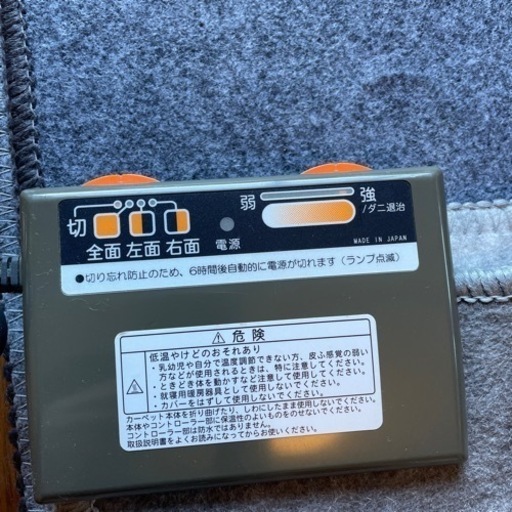 切 全面 左面 右面 電源 弱 強
/ダニ退治
MADE IN JAPAN
●切り忘れ防止のため、6時間後自動的に電源が切れます（ランプ点滅）
危険
低温やけどのおそれあり
・乳幼児や自分で温度調節できない方、皮ふ感覚の弱い
方などが使用されるときは、特に注意してください。
・ときどき体を動かすなど注意して使用してください。
・就寝用暖房器具として使用しないでください。
・カバーをはずして使用しないでください。
カーペット本体を折り曲げたり、しわにしたまま使用しないでください。
本体やコントローラー部に保温性のよいものをのせないでください。
コントローラー部は防水ではありません。
取扱説明書をよくお読みになってからお使いください。